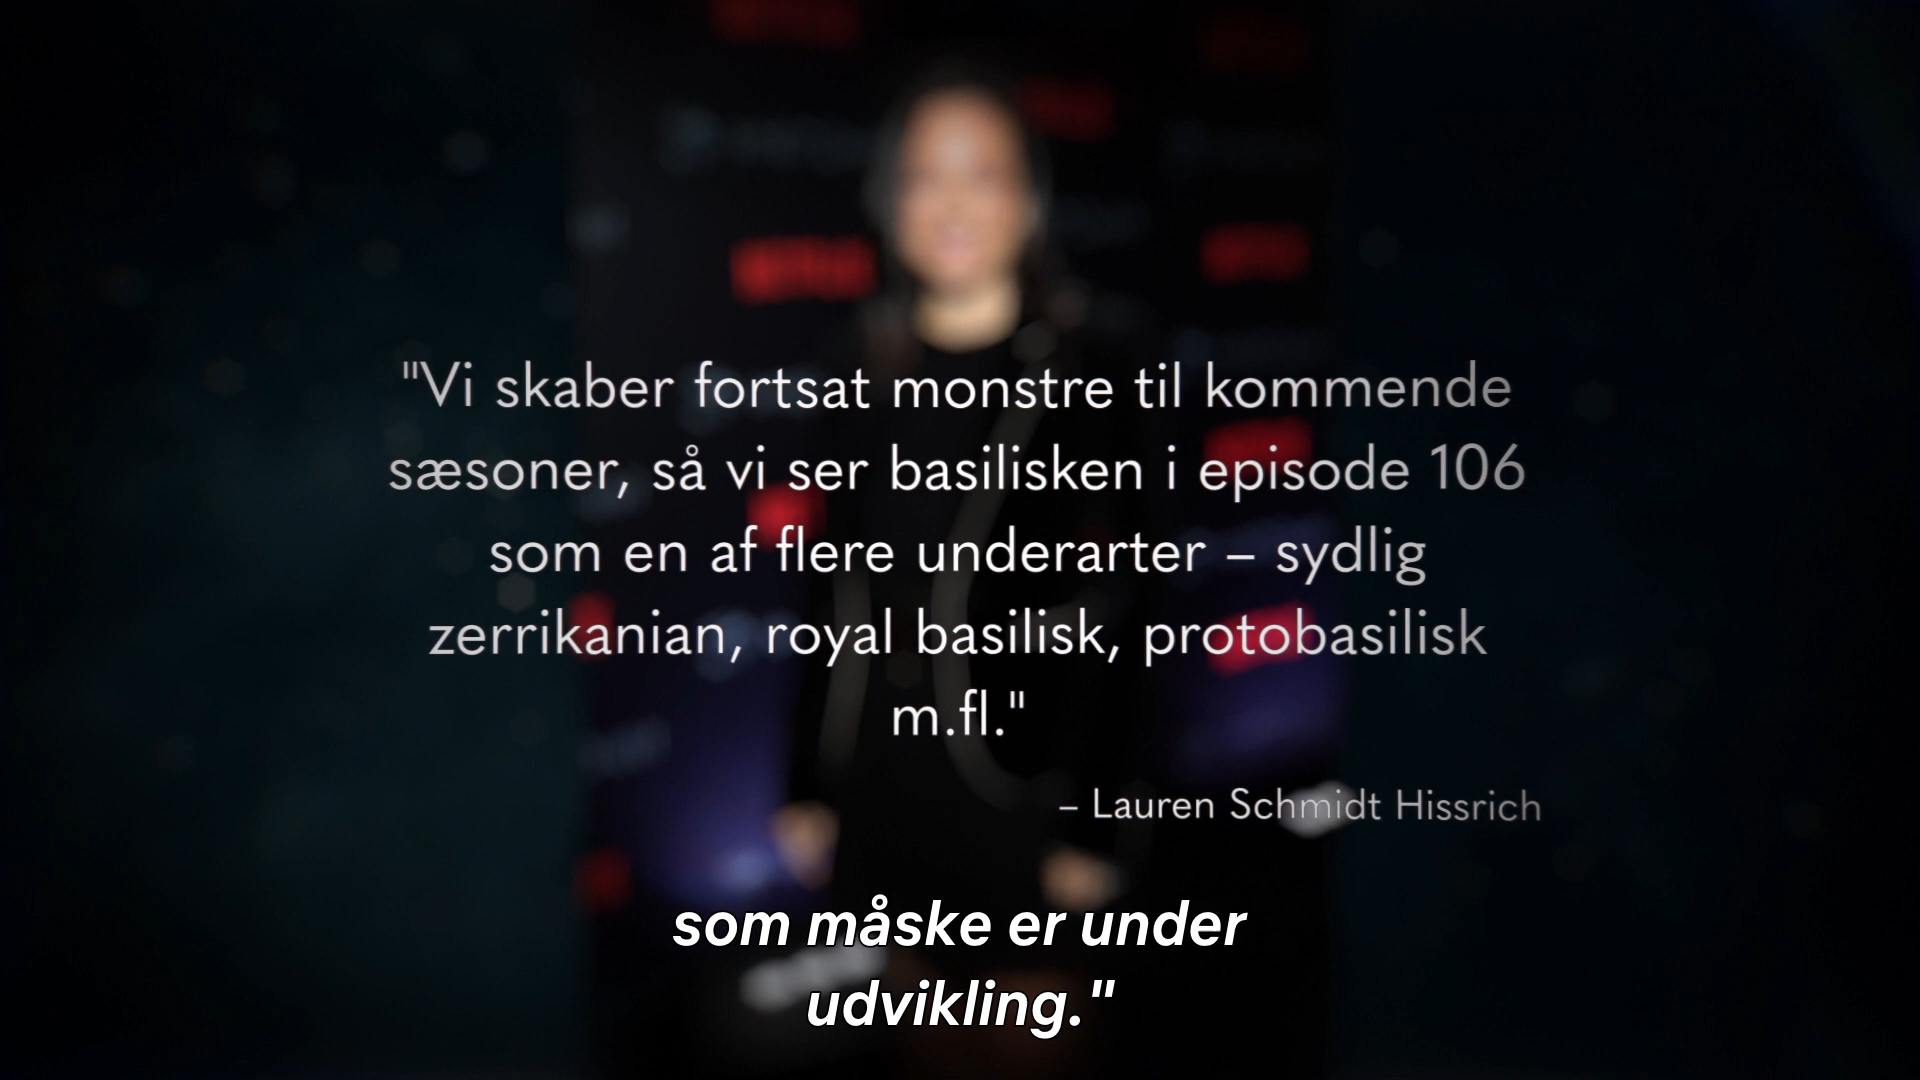 "Vi skaber fortsat monstre til kommende
sæsoner, så vi ser basilisken i episode 106
som en af flere underarter – sydlig
zerrikanian, royal basilisk, protobasilisk
m.fl."
– Lauren Schmidt Hissrich
som måske er under
udvikling."